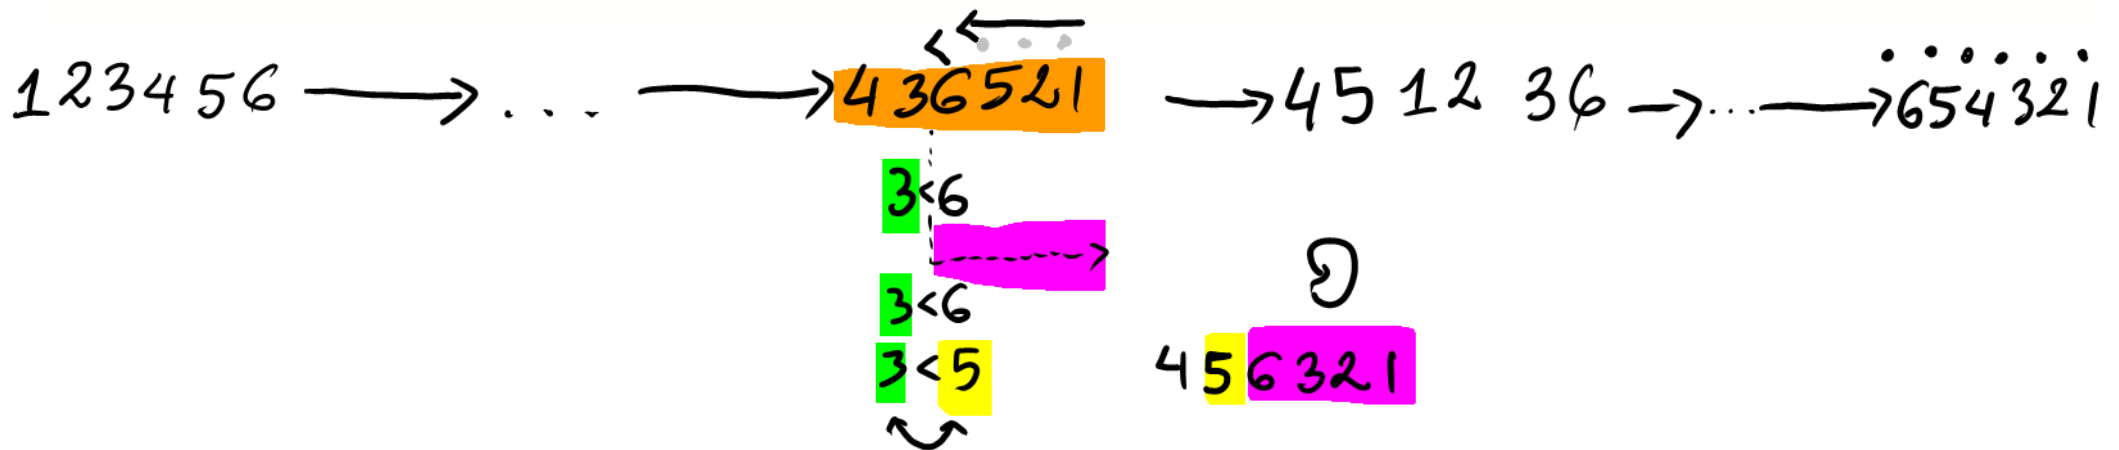 123456 → ... → 436521 → 451236 → ... → 654321
3<6
3<6
3<5 456321